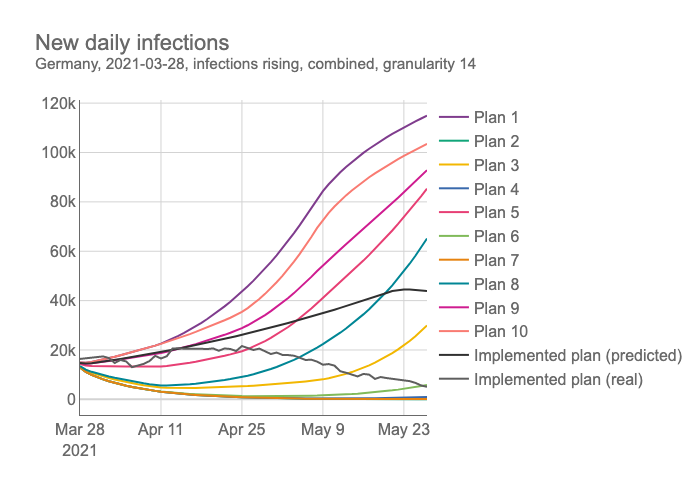 New daily infections
Germany, 2021-03-28, infections rising, combined, granularity 14
120k
100k
80k
60k
40k
20k
0
Mar 28
2021
Apr 11
Apr 25
May 9
May 23
Plan 1
Plan 2
Plan 3
Plan 4
Plan 5
Plan 6
Plan 7
Plan 8
Plan 9
Plan 10
Implemented plan (predicted)
Implemented plan (real)